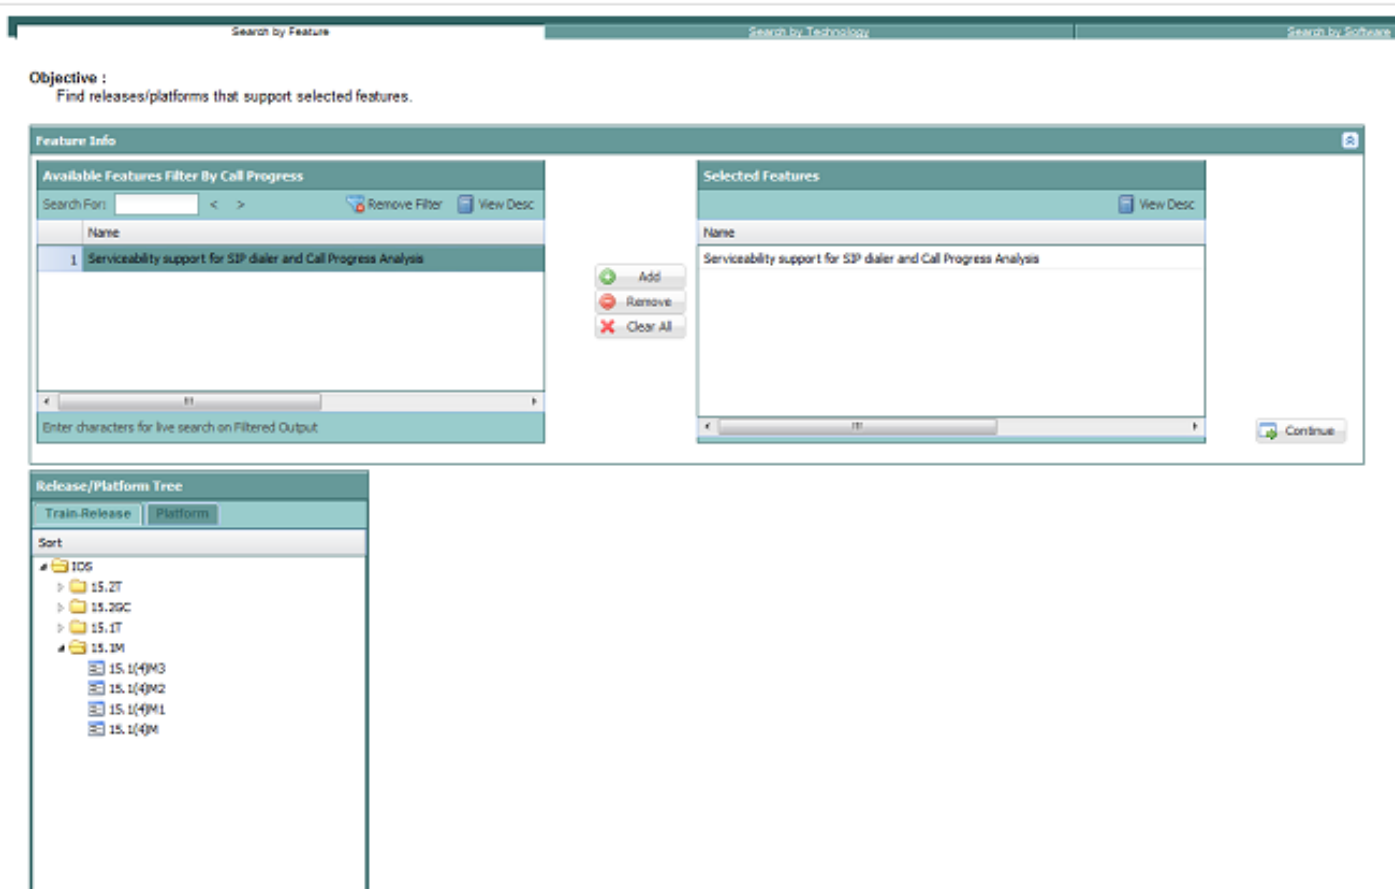 Search by Feature
Search by Technology
Search by Software
Objective :
Find releases/platforms that support selected features.
Feature Info
Available Features Filter By Call Progress
Search For:
< >
Remove Filter
View Desc
Name
1 Serviceability support for SIP dialer and Call Progress Analysis
Enter characters for live search on Filtered Output
Add
Remove
Clear All
Selected Features
View Desc
Name
Serviceability support for SIP dialer and Call Progress Analysis
Continue
Release/Platform Tree
Train-Release
Platform
Sort
IOS
15.2T
15.2GC
15.1T
15.1M
15.1(4)M3
15.1(4)M2
15.1(4)M1
15.1(4)M